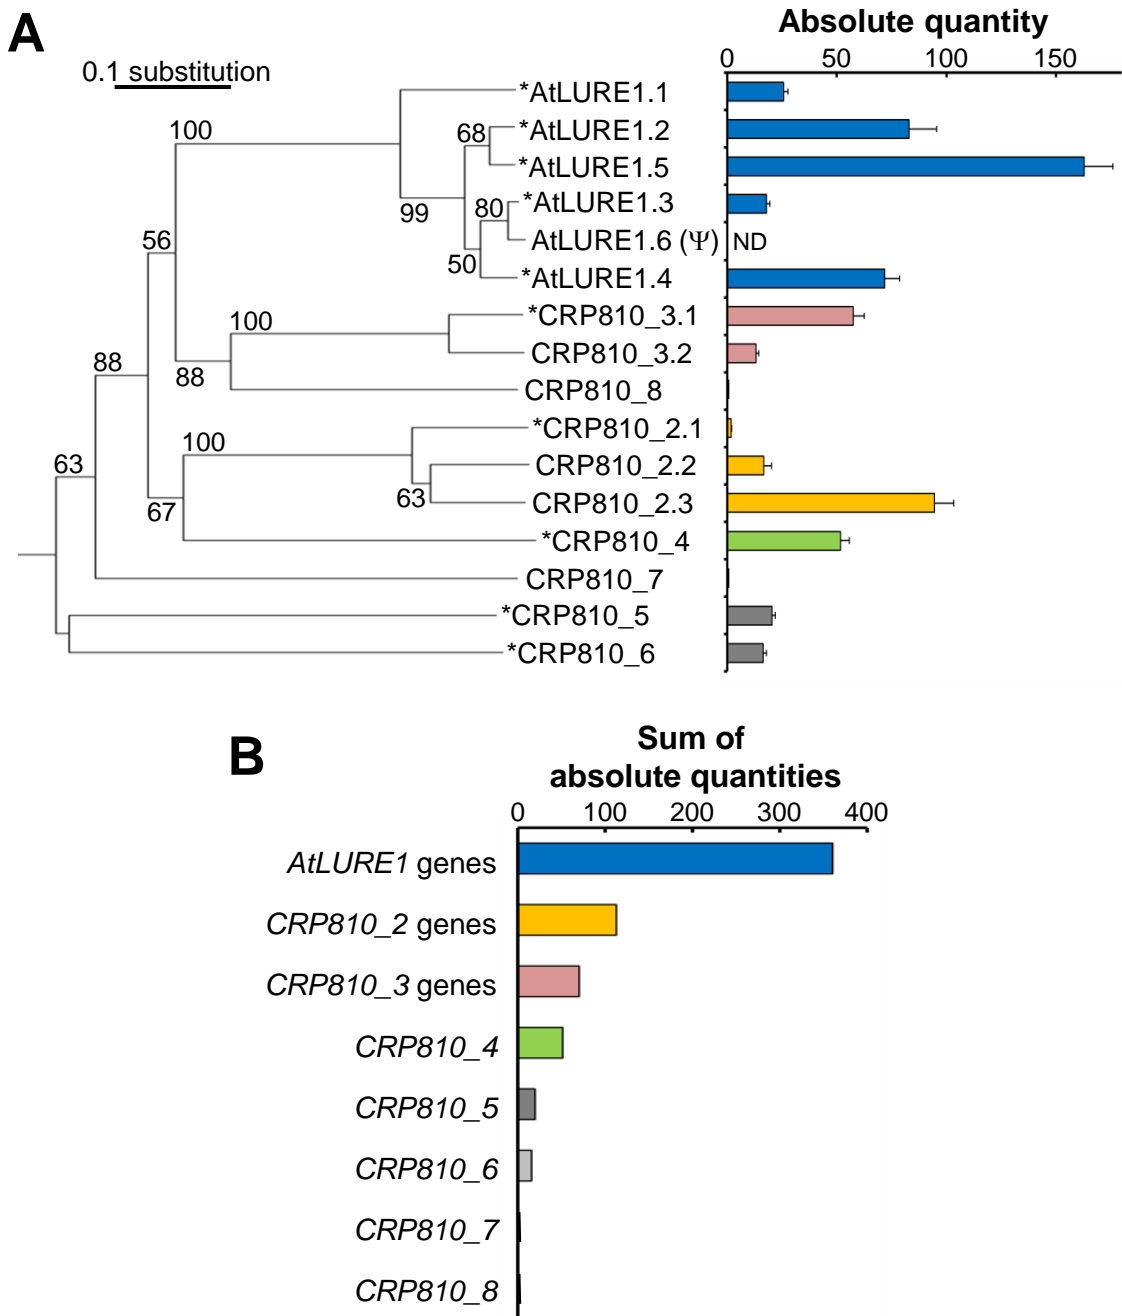 A
Absolute quantity
0 50 100 150
0.1 substitution
*AtLURE1.1
100
68
*AtLURE1.2
*AtLURE1.5
80
*AtLURE1.3
99
56
AtLURE1.6 (Ψ) ND
50
*AtLURE1.4
100
*CRP810_3.1
88
CRP810_3.2
88
CRP810_8
*CRP810_2.1
100
63
CRP810_2.2
63
CRP810_2.3
67
*CRP810_4
CRP810_7
*CRP810_5
*CRP810_6
B
Sum of
absolute quantities
0 100 200 300 400
AtLURE1 genes
CRP810_2 genes
CRP810_3 genes
CRP810_4
CRP810_5
CRP810_6
CRP810_7
CRP810_8